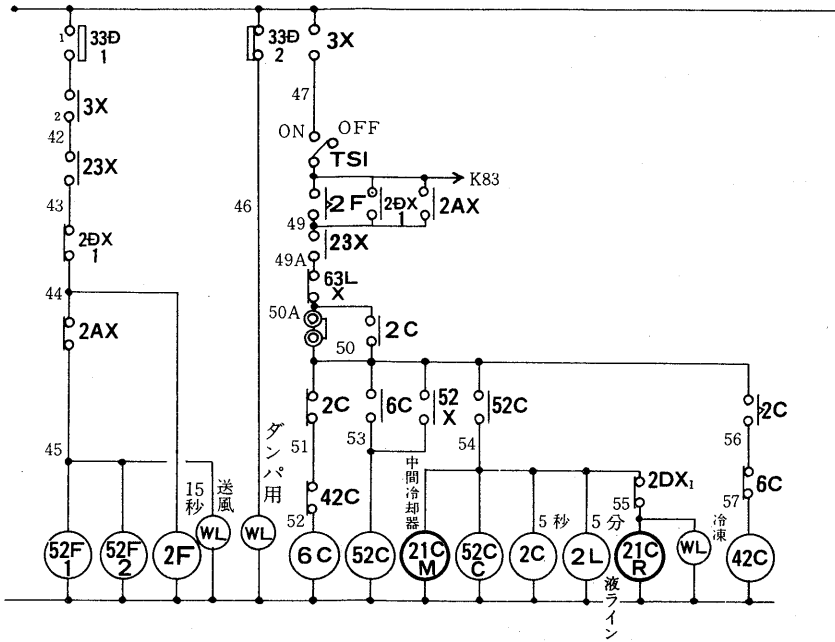 33D
1
1
2
3X
42
23X
43
2DX
1
44
2AX
45
33D
2
46
3X
47
ON
OFF
TSI
K83
2F
2DX
1
2AX
49
23X
49A
63L
X
50A
2C
50
2C
6C
52
X
52C
2C
51
53
54
56
42C
6C
2DX₁
52
55
57
15秒
送風
ダンパ用
中間冷却器
5秒
5分
液ライン
冷凍
52F
1
52F
2
2F
WL
WL
6C
52C
21C
M
52C
C
2C
2L
21C
R
WL
42C